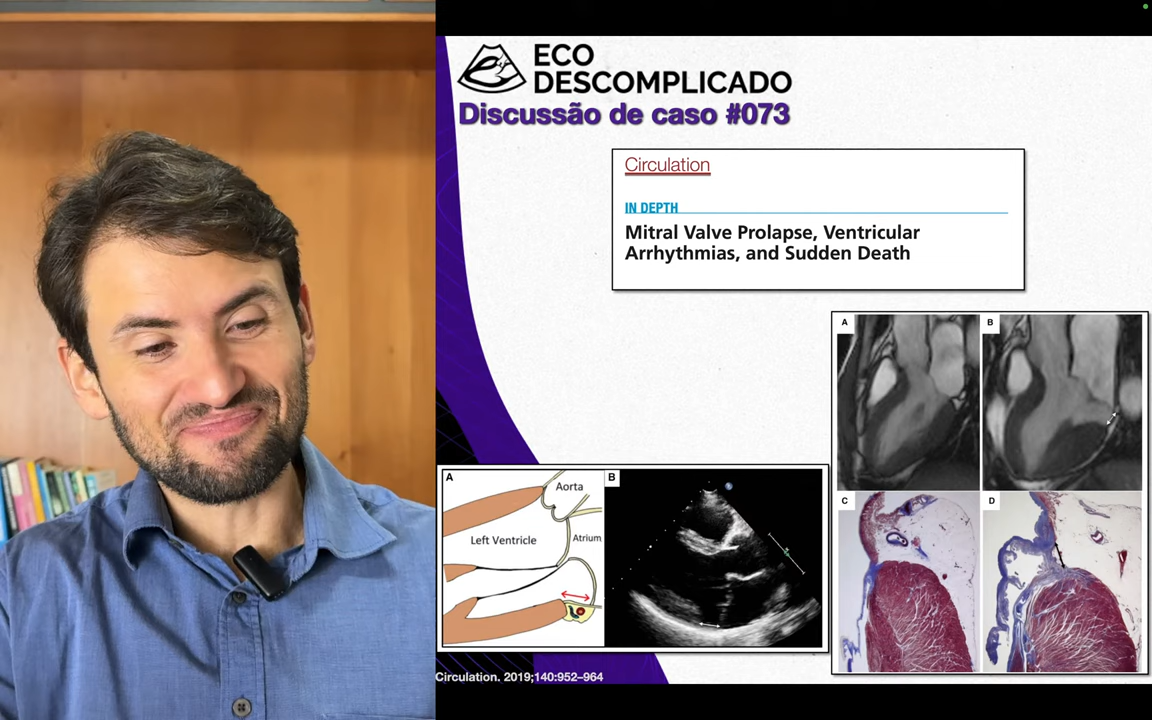 ECO
DESCOMPLICADO
Discussão de caso #073
Circulation
IN DEPTH
Mitral Valve Prolapse, Ventricular
Arrhythmias, and Sudden Death
A
B
C
D
A
Aorta
Left Ventricle
Atrium
B
Circulation. 2019;140:952–964